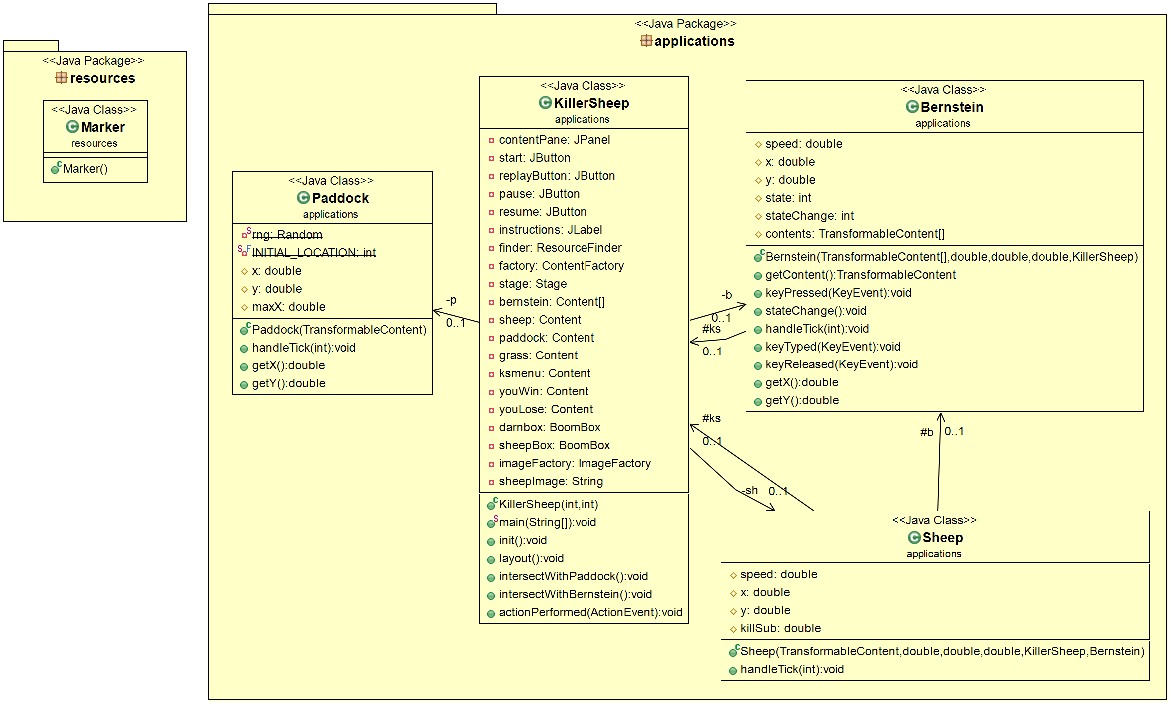 <<Java Package>>
resources
<<Java Class>>
Marker
resources
Marker()
<<Java Package>>
applications
<<Java Class>>
Paddock
applications
rng: Random
INITIAL_LOCATION: int
x: double
y: double
maxX: double
Paddock(TransformableContent)
handleTick(int):void
getX():double
getY():double
-p
0..1
<<Java Class>>
KillerSheep
applications
contentPane: JPanel
start: JButton
replayButton: JButton
pause: JButton
resume: JButton
instructions: JLabel
finder: ResourceFinder
factory: ContentFactory
stage: Stage
bernstein: Content[]
sheep: Content
paddock: Content
grass: Content
ksmenu: Content
youWin: Content
youLose: Content
darnbox: BoomBox
sheepBox: BoomBox
imageFactory: ImageFactory
sheepImage: String
KillerSheep(int,int)
main(String[]):void
init():void
layout():void
intersectWithPaddock():void
intersectWithBernstein():void
actionPerformed(ActionEvent):void
-b
0..1
#ks
0..1
<<Java Class>>
Bernstein
applications
speed: double
x: double
y: double
state: int
stateChange: int
contents: TransformableContent[]
Bernstein(TransformableContent[],double,double,double,KillerSheep)
getContent():TransformableContent
keyPressed(KeyEvent):void
stateChange():void
handleTick(int):void
keyTyped(KeyEvent):void
keyReleased(KeyEvent):void
getX():double
getY():double
#ks
0..1
-sh
0..1
#b
0..1
<<Java Class>>
Sheep
applications
speed: double
x: double
y: double
killSub: double
Sheep(TransformableContent,double,double,double,KillerSheep,Bernstein)
handleTick(int):void